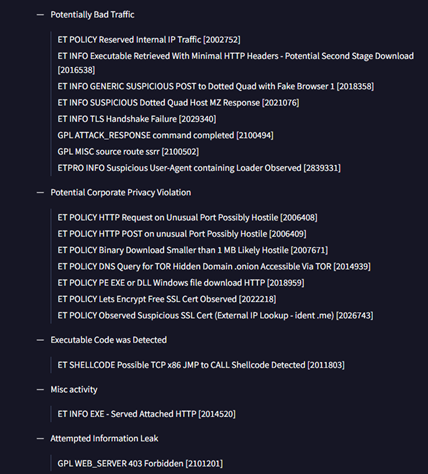 — Potentially Bad Traffic
ET POLICY Reserved Internal IP Traffic [2002752]
ET INFO Executable Retrieved With Minimal HTTP Headers - Potential Second Stage Download
[2016538]
ET INFO GENERIC SUSPICIOUS POST to Dotted Quad with Fake Browser 1 [2018358]
ET INFO SUSPICIOUS Dotted Quad Host MZ Response [2021076]
ET INFO TLS Handshake Failure [2029340]
GPL ATTACK_RESPONSE command completed [2100494]
GPL MISC source route ssrr [2100502]
ETPRO INFO Suspicious User-Agent containing Loader Observed [2839331]
— Potential Corporate Privacy Violation
ET POLICY HTTP Request on Unusual Port Possibly Hostile [2006408]
ET POLICY HTTP POST on unusual Port Possibly Hostile [2006409]
ET POLICY Binary Download Smaller than 1 MB Likely Hostile [2007671]
ET POLICY DNS Query for TOR Hidden Domain .onion Accessible Via TOR [2014939]
ET POLICY PE EXE or DLL Windows file download HTTP [2018959]
ET POLICY Lets Encrypt Free SSL Cert Observed [2022218]
ET POLICY Observed Suspicious SSL Cert (External IP Lookup - ident .me) [2026743]
— Executable Code was Detected
ET SHELLCODE Possible TCP x86 JMP to CALL Shellcode Detected [2011803]
— Misc activity
ET INFO EXE - Served Attached HTTP [2014520]
— Attempted Information Leak
GPL WEB_SERVER 403 Forbidden [2101201]